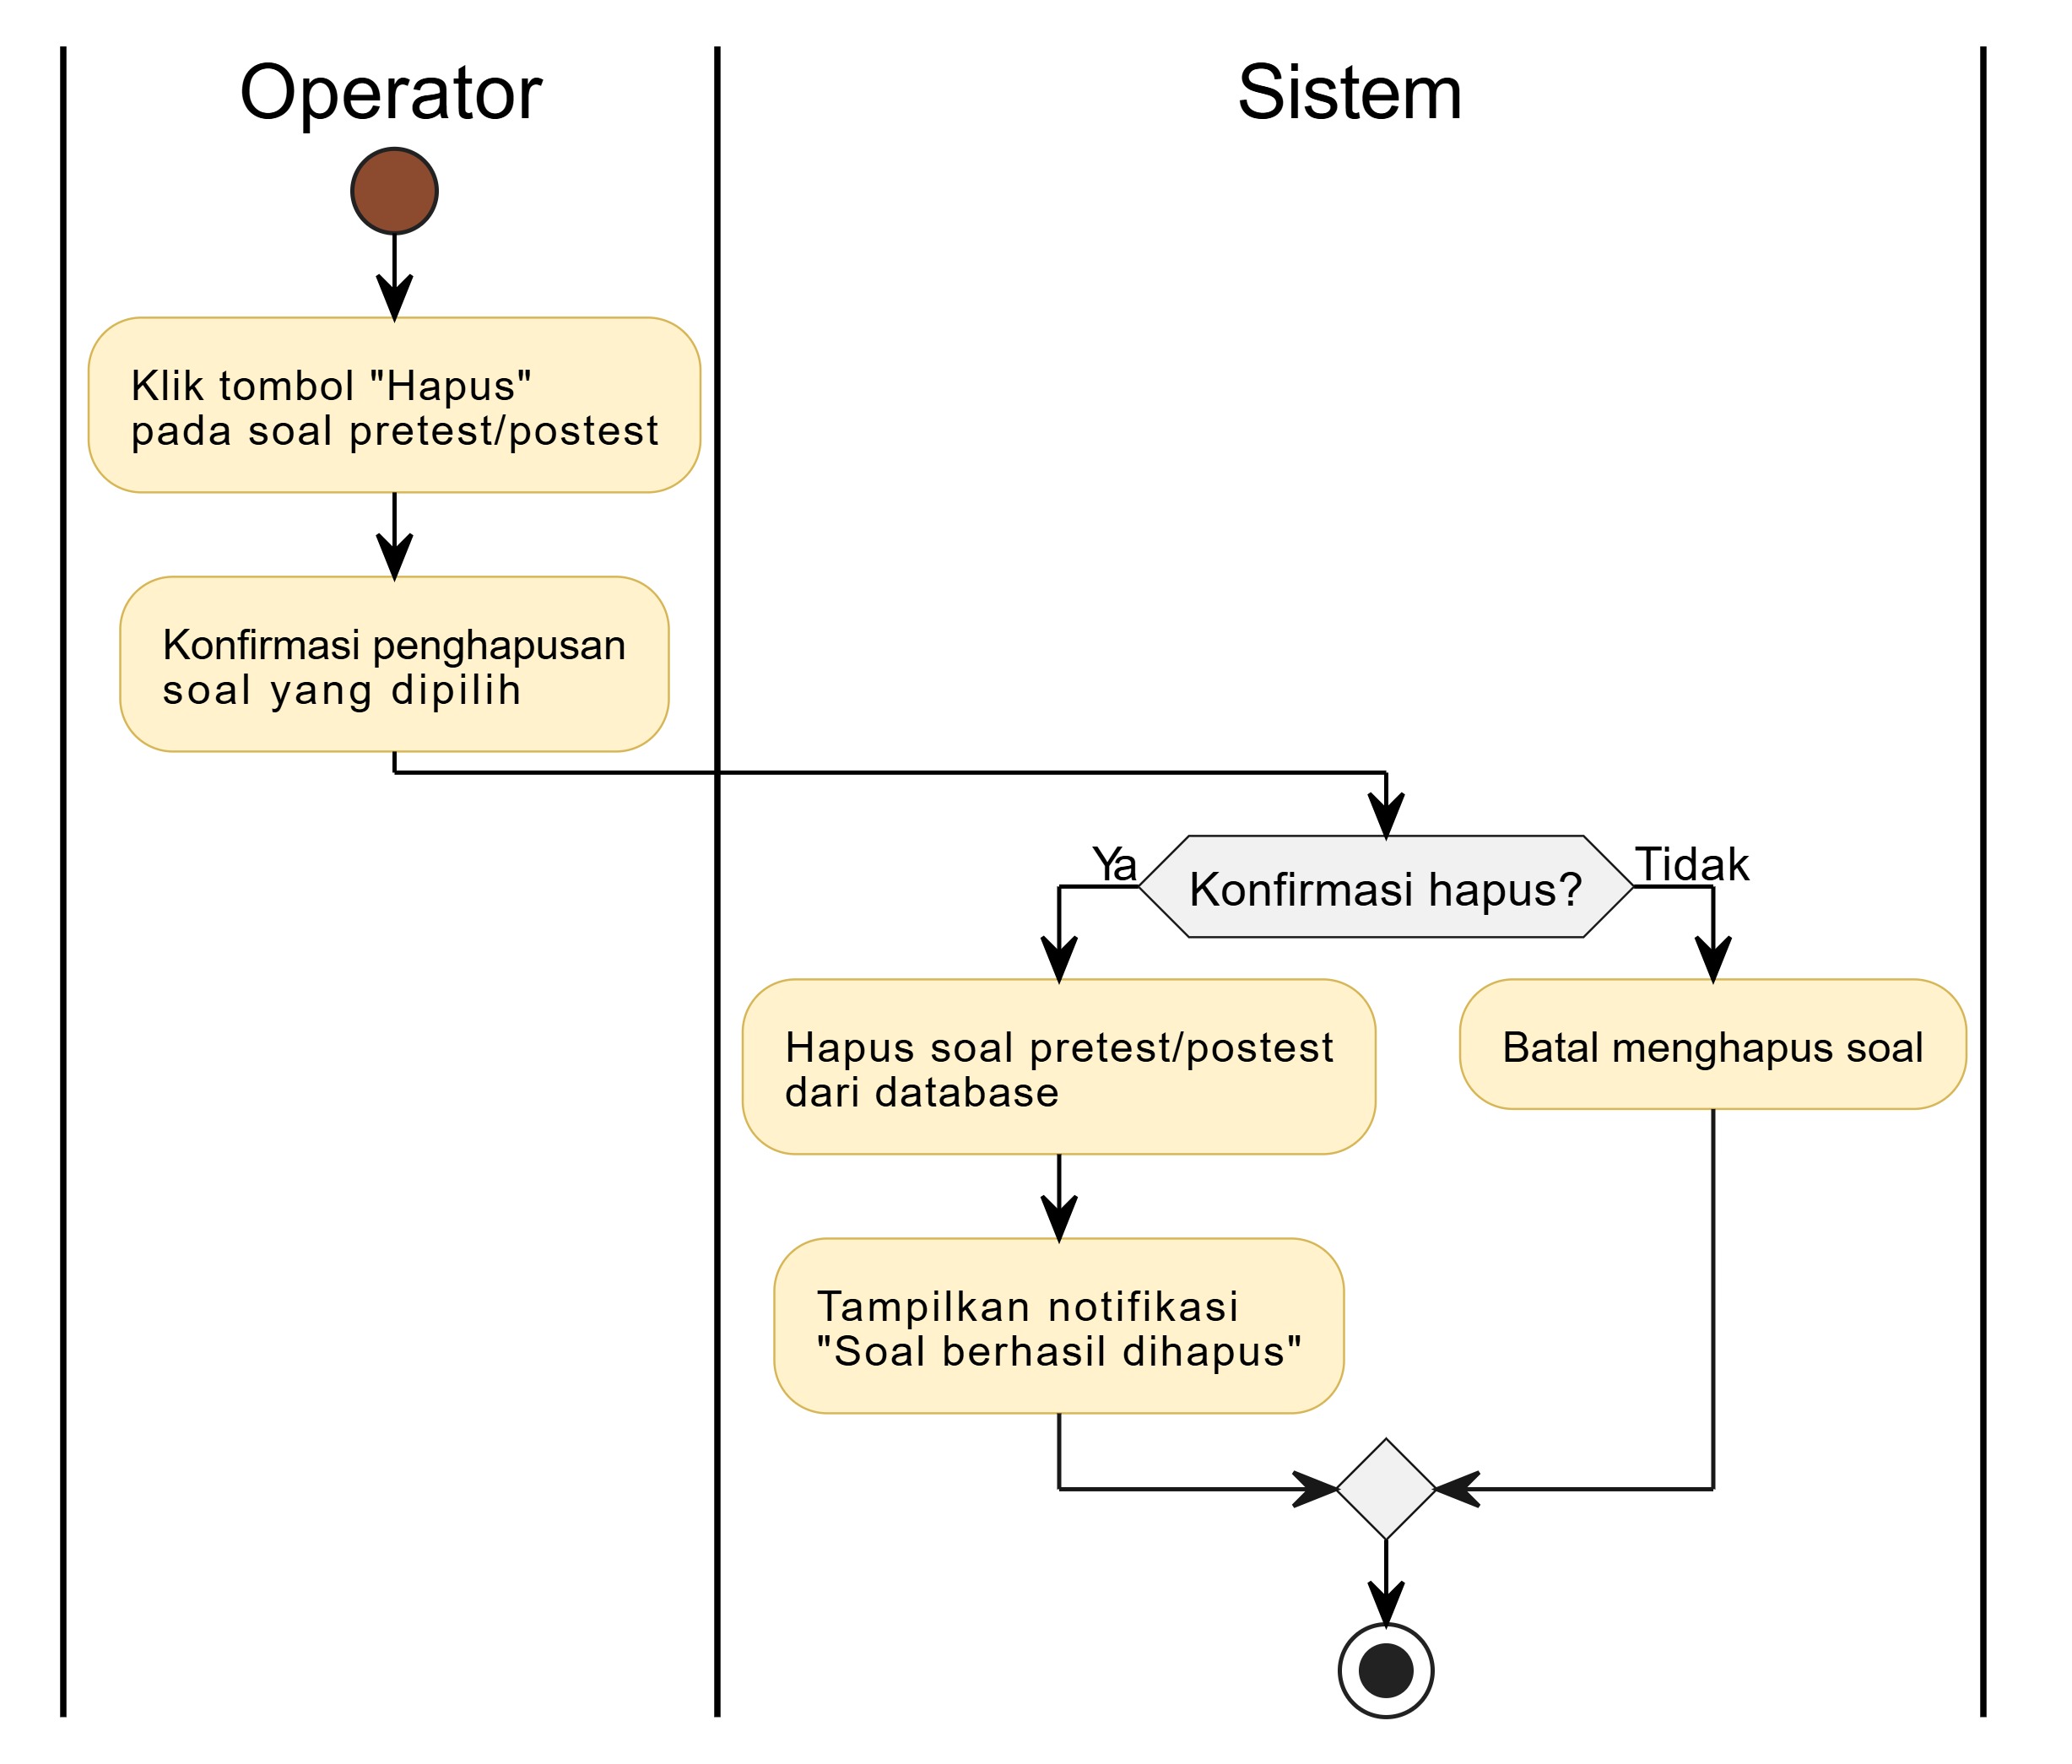 Operator
Sistem
Klik tombol "Hapus"
pada soal pretest/postest
Konfirmasi penghapusan
soal yang dipilih
Ya
Konfirmasi hapus?
Tidak
Hapus soal pretest/postest
dari database
Batal menghapus soal
Tampilkan notifikasi
"Soal berhasil dihapus"